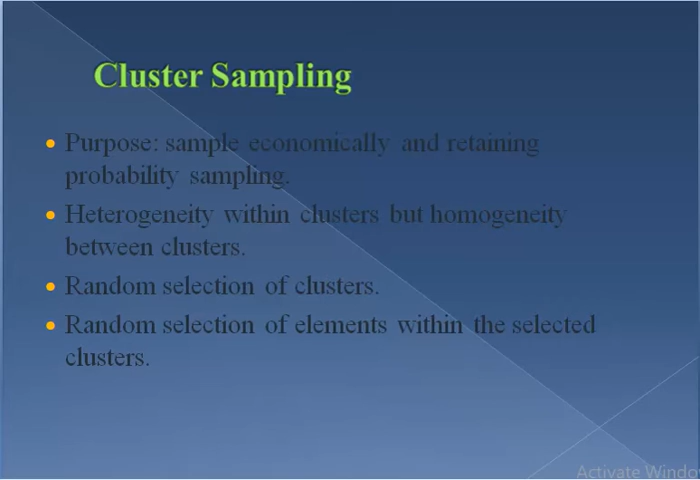 Cluster Sampling
Purpose: sample economically and retaining
probability sampling.
Heterogeneity within clusters but homogeneity
between clusters.
Random selection of clusters.
Random selection of elements within the selected
clusters.
Activate Windo